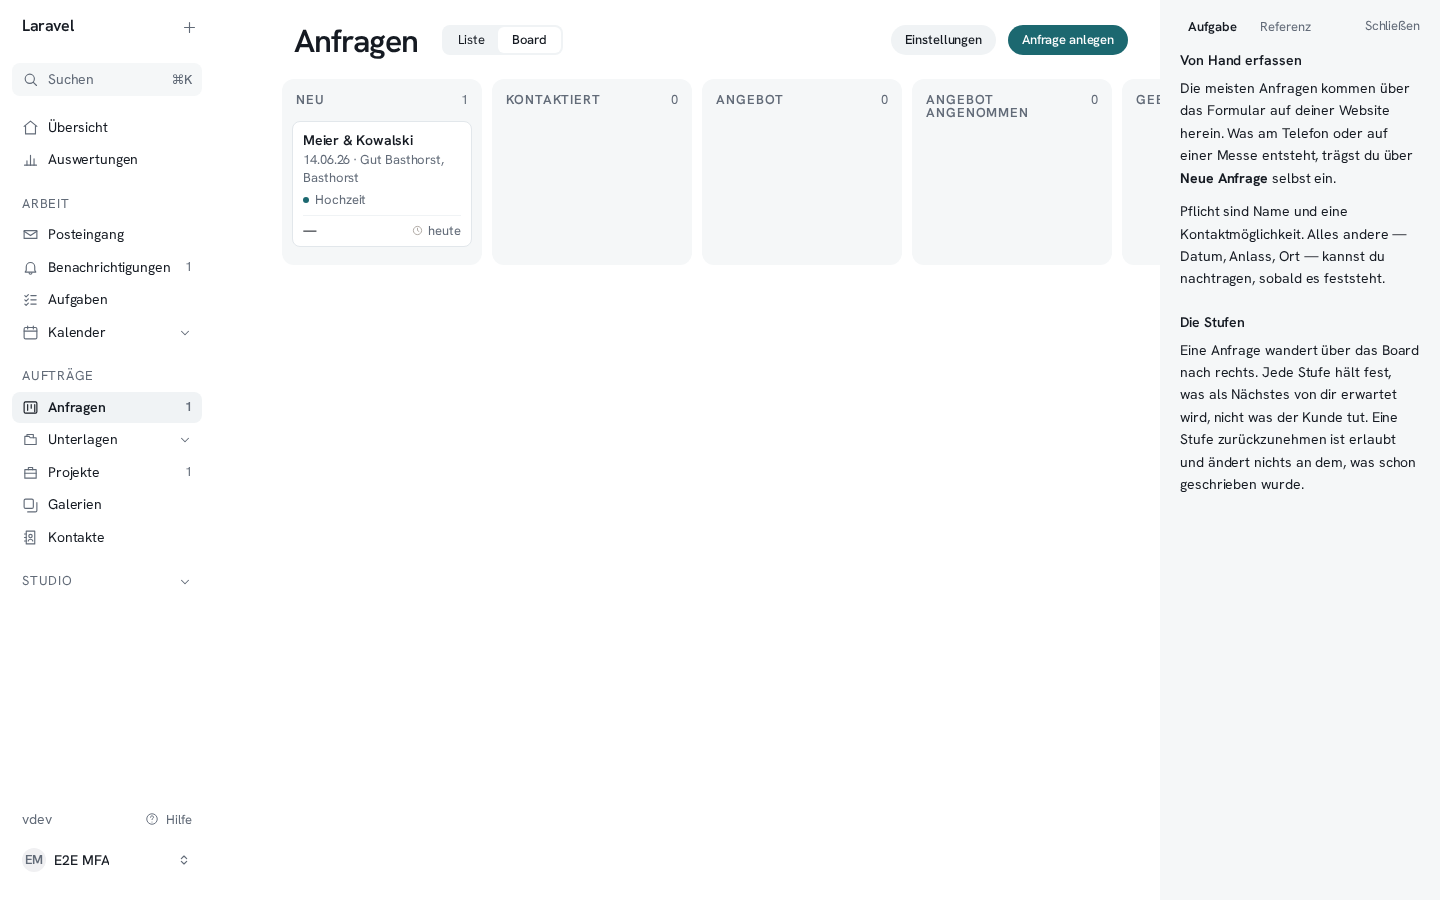 Laravel
Suchen ⌘K
Übersicht
Auswertungen
ARBEIT
Posteingang
Benachrichtigungen 1
Aufgaben
Kalender
AUFTRÄGE
Anfragen 1
Unterlagen
Projekte 1
Galerien
Kontakte
STUDIO
vdev
Hilfe
EM E2E MFA
Anfragen
Liste Board
Einstellungen
Anfrage anlegen
NEU 1
Meier & Kowalski
14.06.26 · Gut Basthorst,
Basthorst
Hochzeit
— heute
KONTAKTIERT 0
ANGEBOT 0
ANGEBOT 0
ANGENOMMEN
Aufgabe Referenz Schließen
Von Hand erfassen
Die meisten Anfragen kommen über
das Formular auf deiner Website
herein. Was am Telefon oder auf
einer Messe entsteht, trägst du über
Neue Anfrage selbst ein.
Pflicht sind Name und eine
Kontaktmöglichkeit. Alles andere —
Datum, Anlass, Ort — kannst du
nachtragen, sobald es feststeht.
Die Stufen
Eine Anfrage wandert über das Board
nach rechts. Jede Stufe hält fest,
was als Nächstes von dir erwartet
wird, nicht was der Kunde tut. Eine
Stufe zurückzunehmen ist erlaubt
und ändert nichts an dem, was schon
geschrieben wurde.